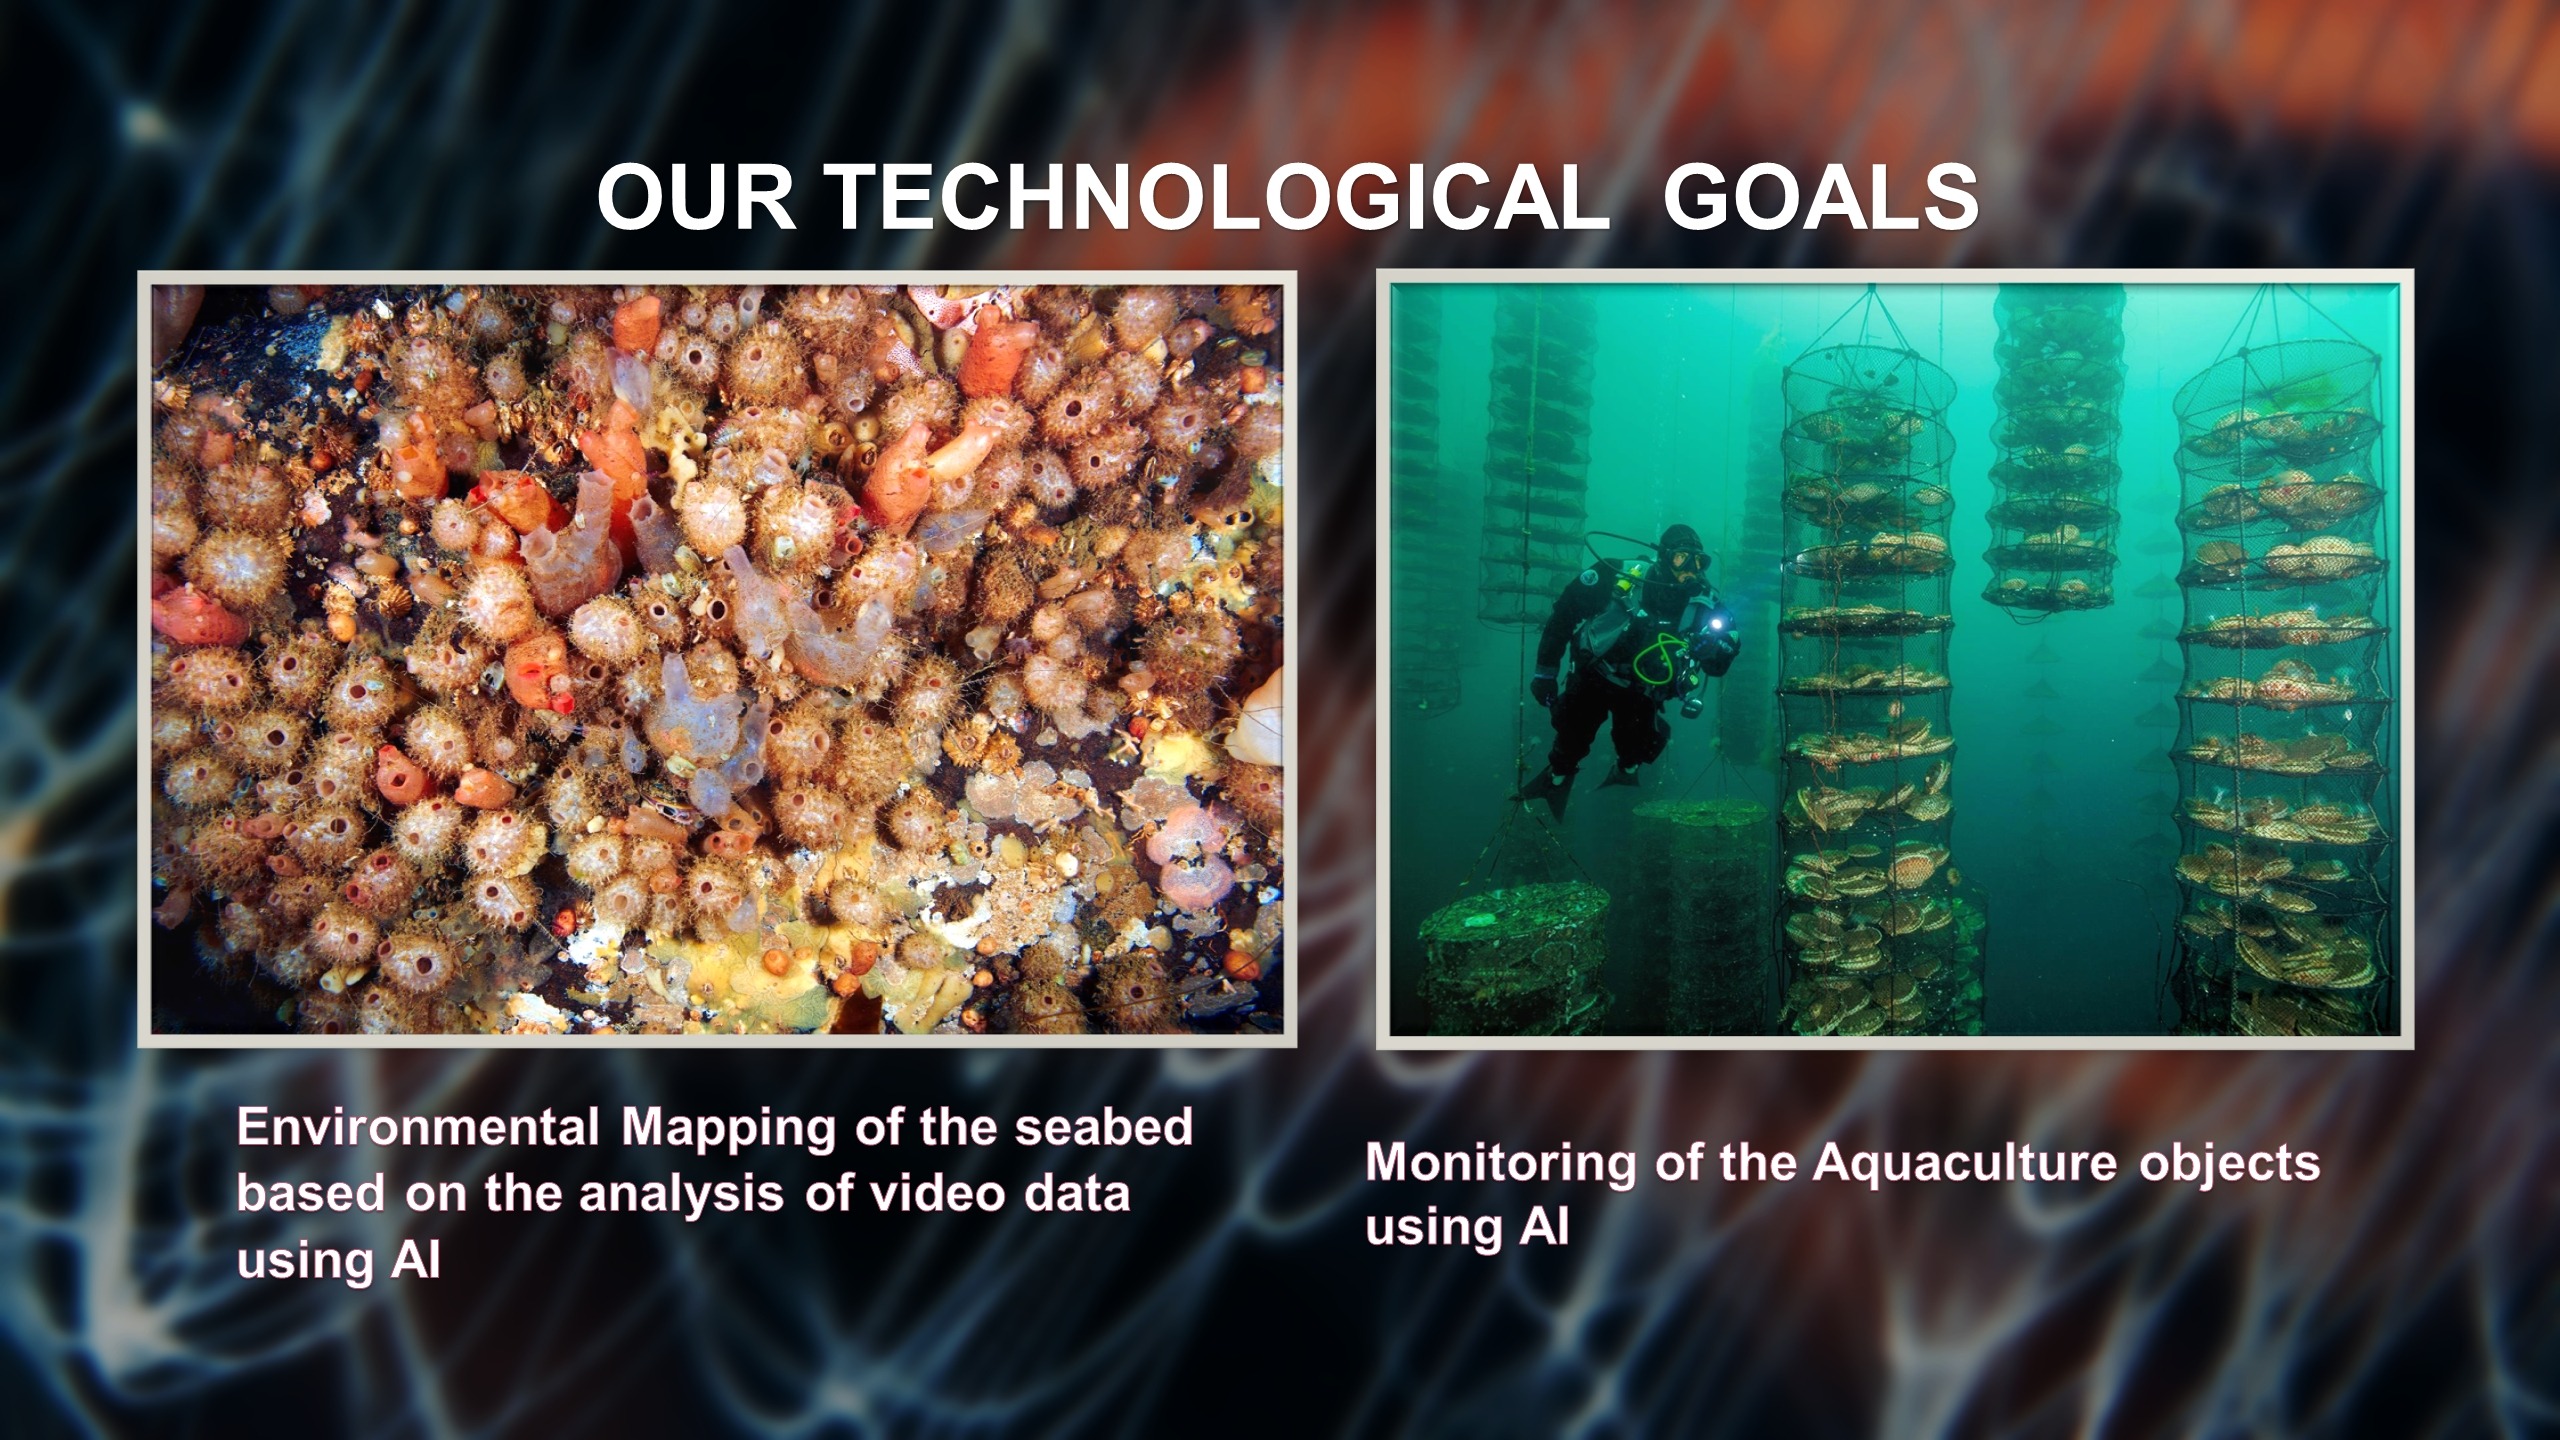 OUR TECHNOLOGICAL  GOALS
Environmental Mapping of the seabed
based on the analysis of video data
using AI
Monitoring of the Aquaculture objects
using AI